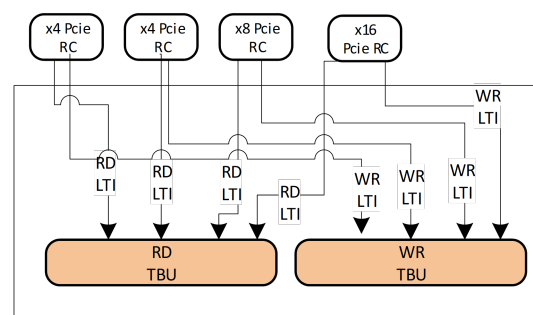 x4 Pcie
RC
x4 Pcie
RC
x8 Pcie
RC
x16
Pcie RC
WR
LTI
RD
LTI
RD
LTI
RD
LTI
RD
LTI
WR
LTI
WR
LTI
WR
LTI
RD
TBU
WR
TBU